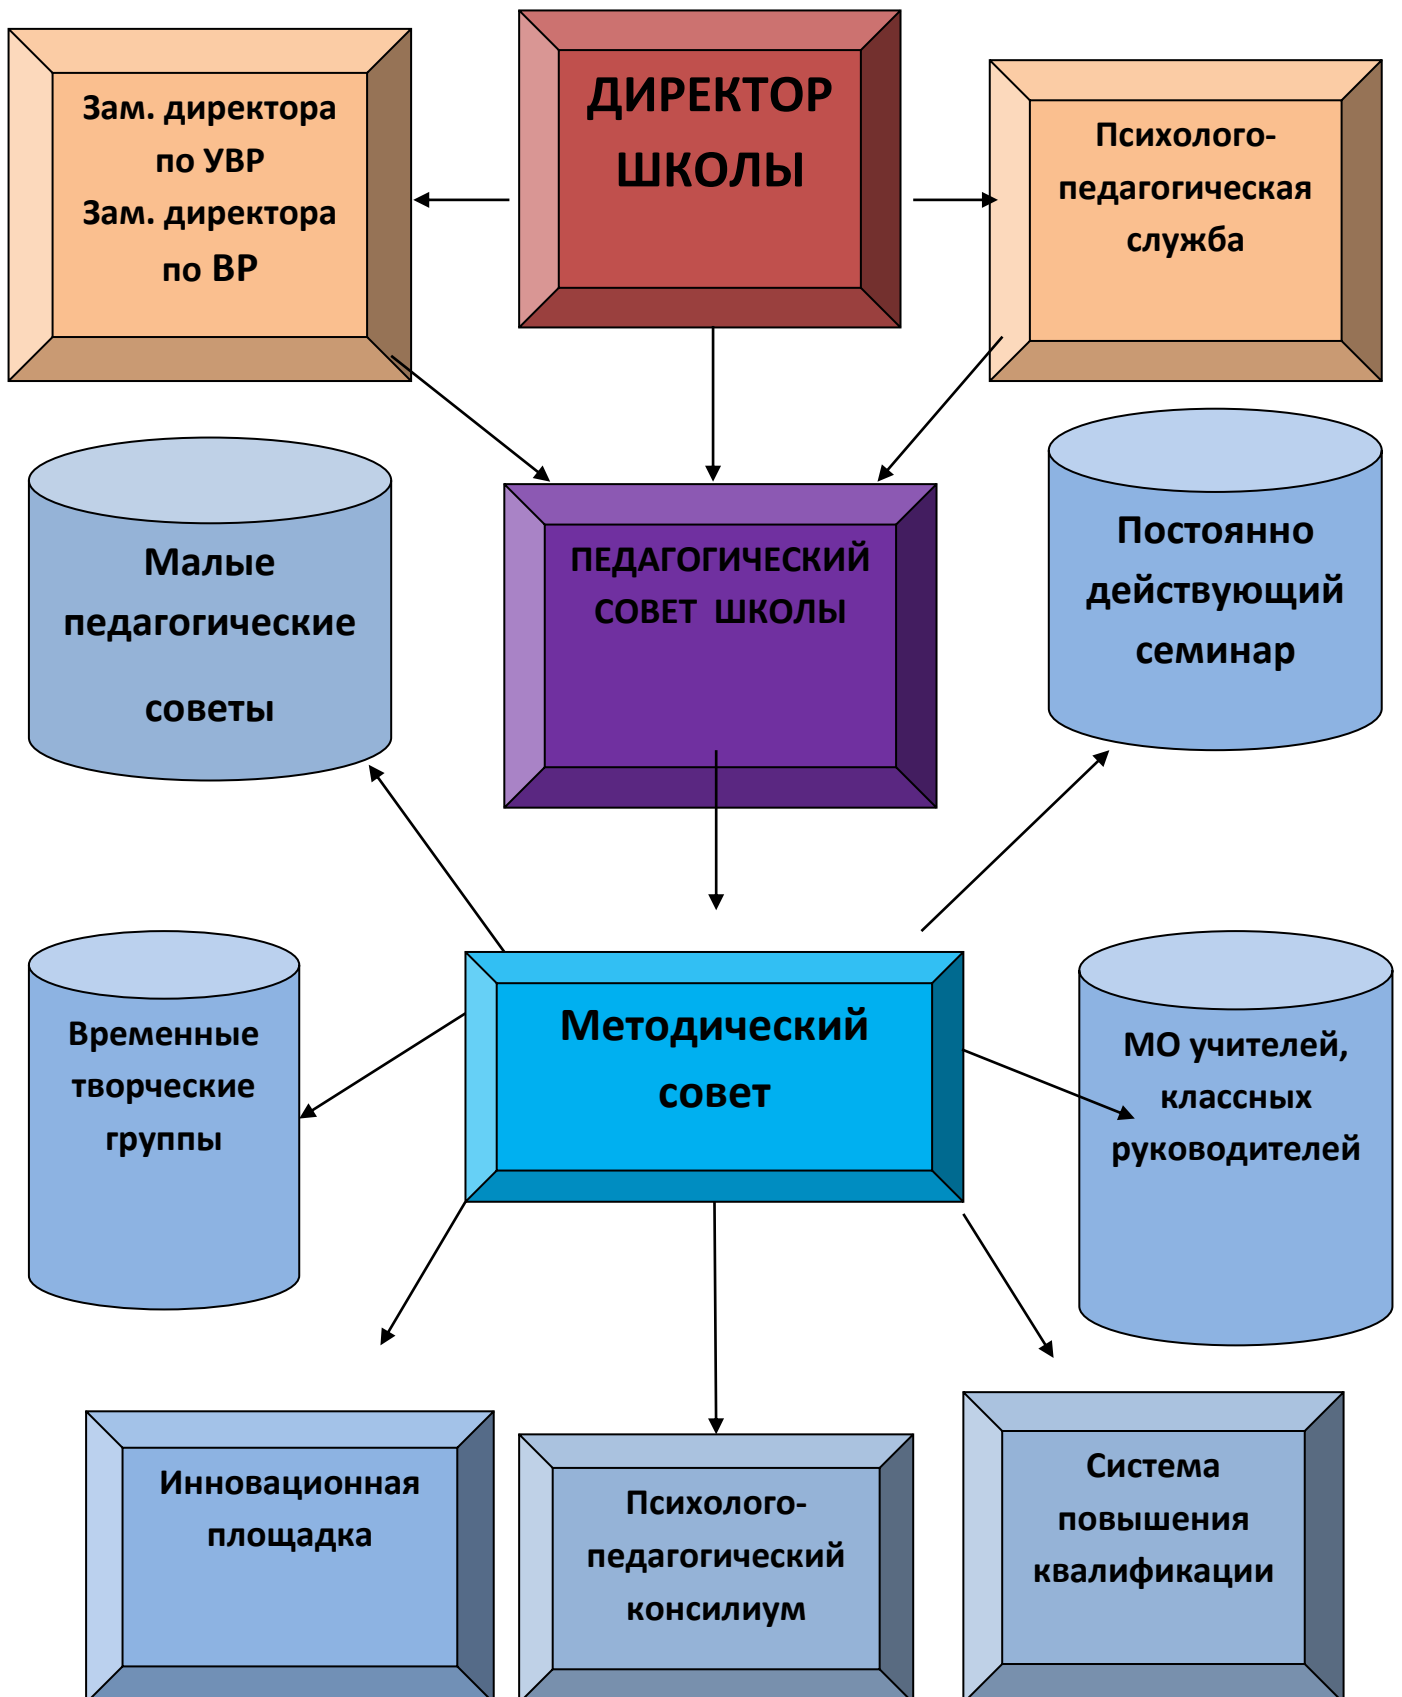 Зам. директора
по УВР
Зам. директора
по ВР
ДИРЕКТОР
ШКОЛЫ
Психолого-
педагогическая
служба
Малые
педагогические
советы
ПЕДАГОГИЧЕСКИЙ
СОВЕТ ШКОЛЫ
Постоянно
действующий
семинар
Временные
творческие
группы
Методический
совет
МО учителей,
классных
руководителей
Инновационная
площадка
Психолого-
педагогический
консилиум
Система
повышения
квалификации